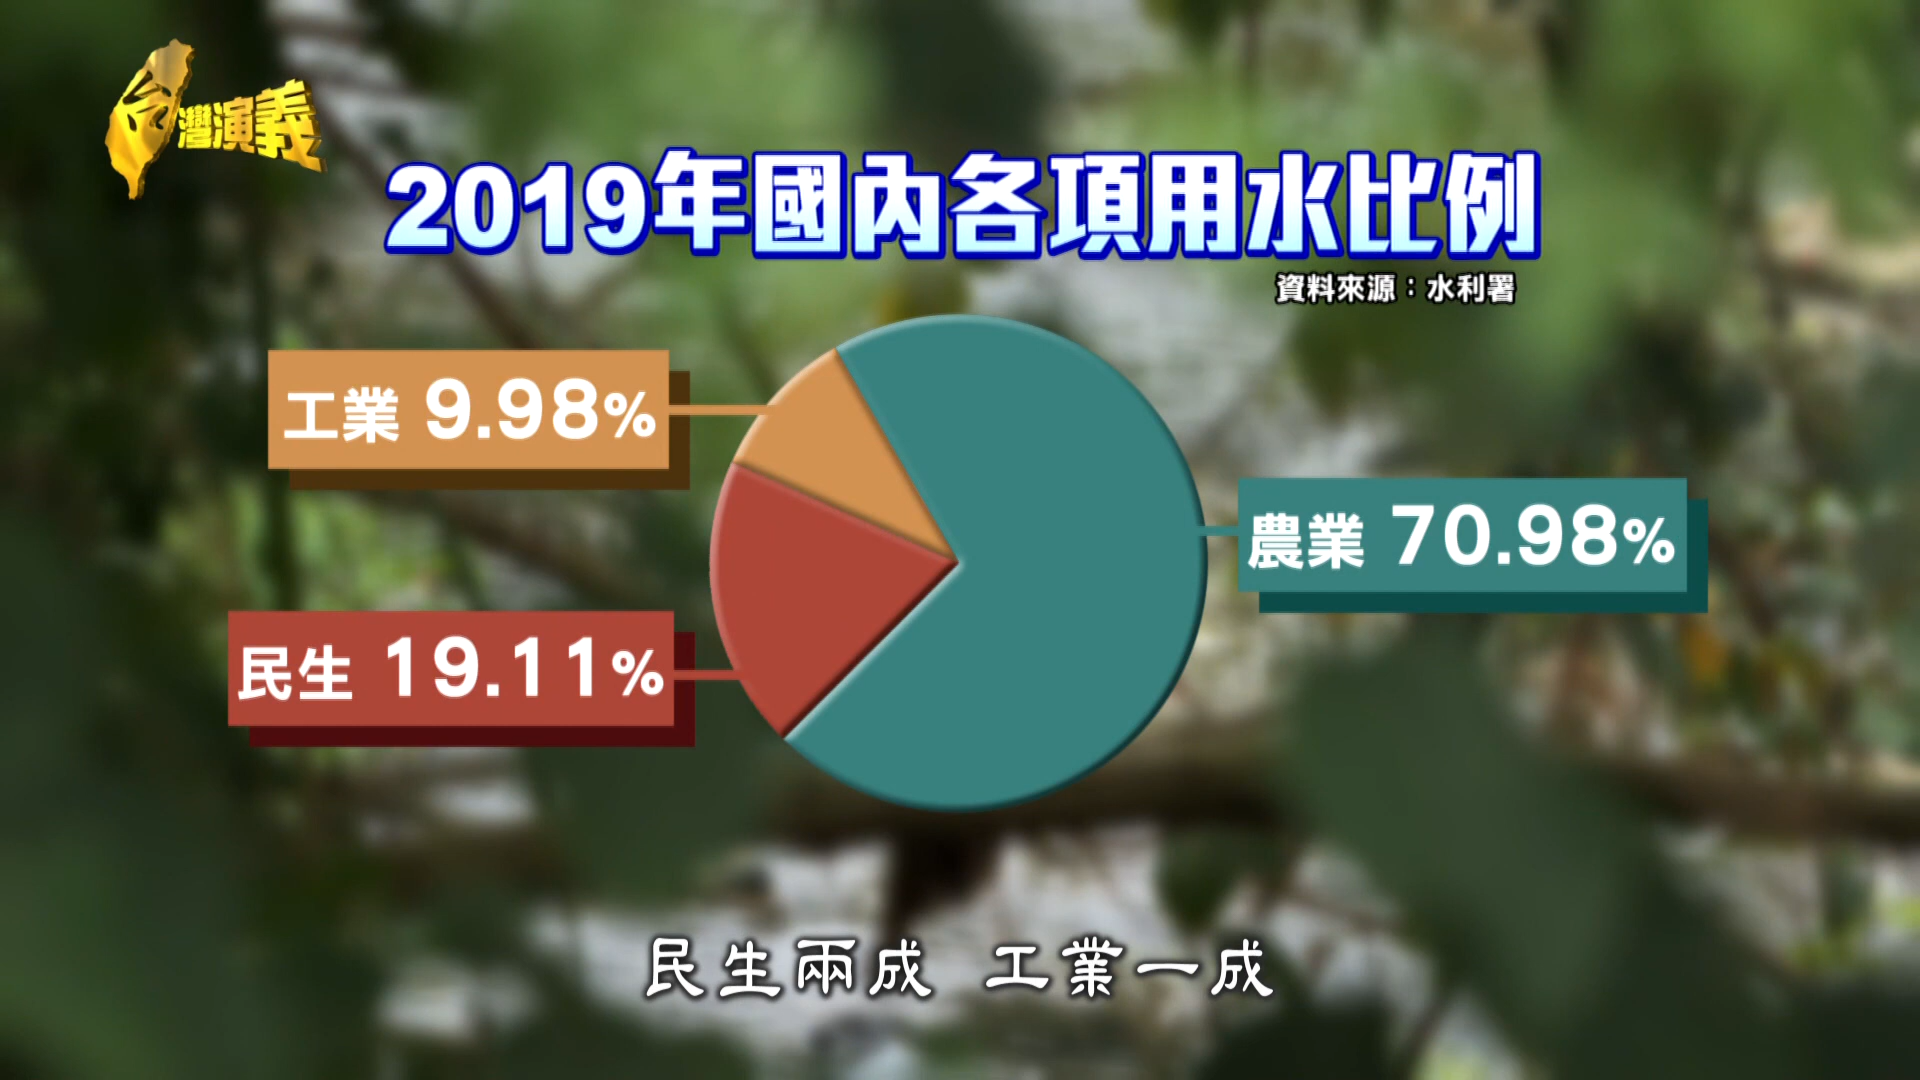 台灣演義
2019年國內各項用水比例
資料來源：水利署
工業 9.98%
農業 70.98%
民生 19.11%
民生兩成 工業一成